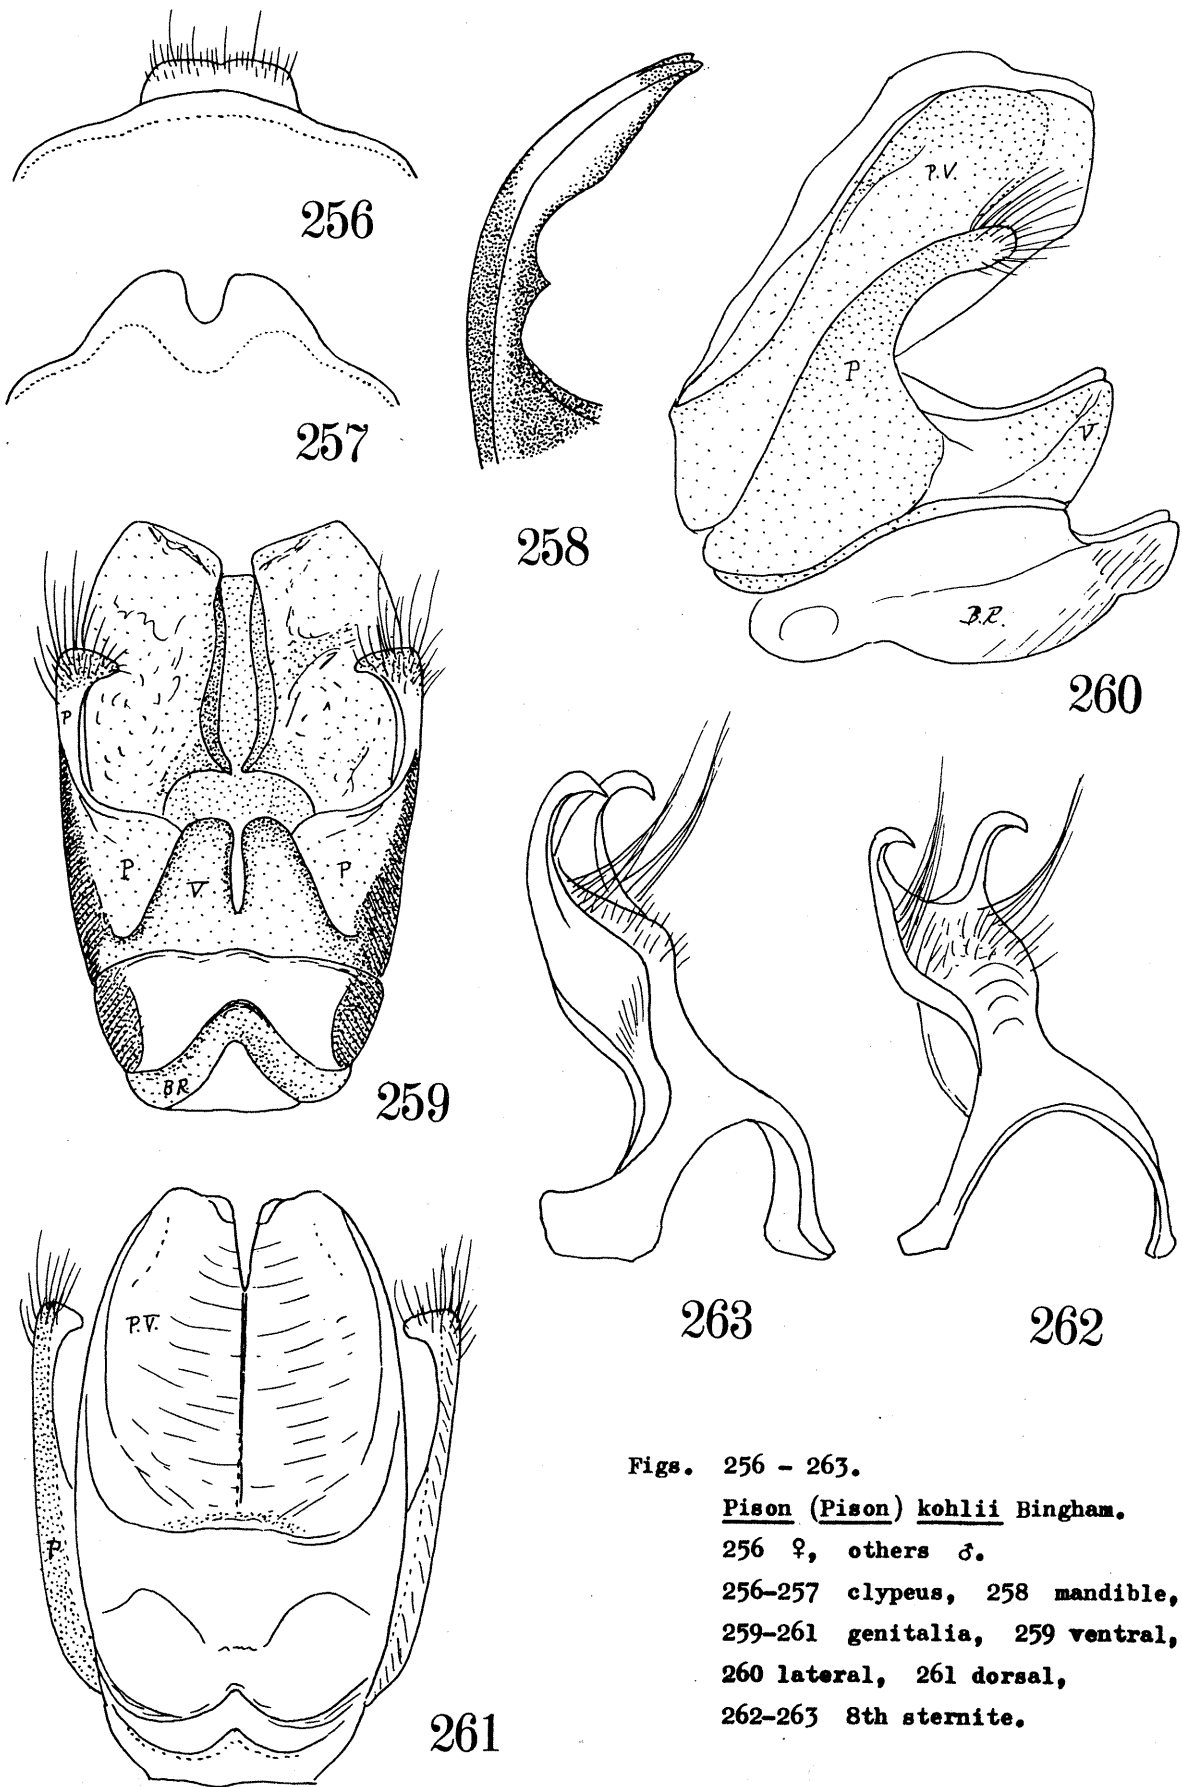 256
257
258
P.V.
P
V
B.R.
260
P
P
V
P
B R
259
263
262
P.V.
P
261
Figs. 256 - 263.
Pison (Pison) kohlii Bingham.
256 ♀, others ♂.
256-257 clypeus, 258 mandible,
259-261 genitalia, 259 ventral,
260 lateral, 261 dorsal,
262-263 8th sternite.